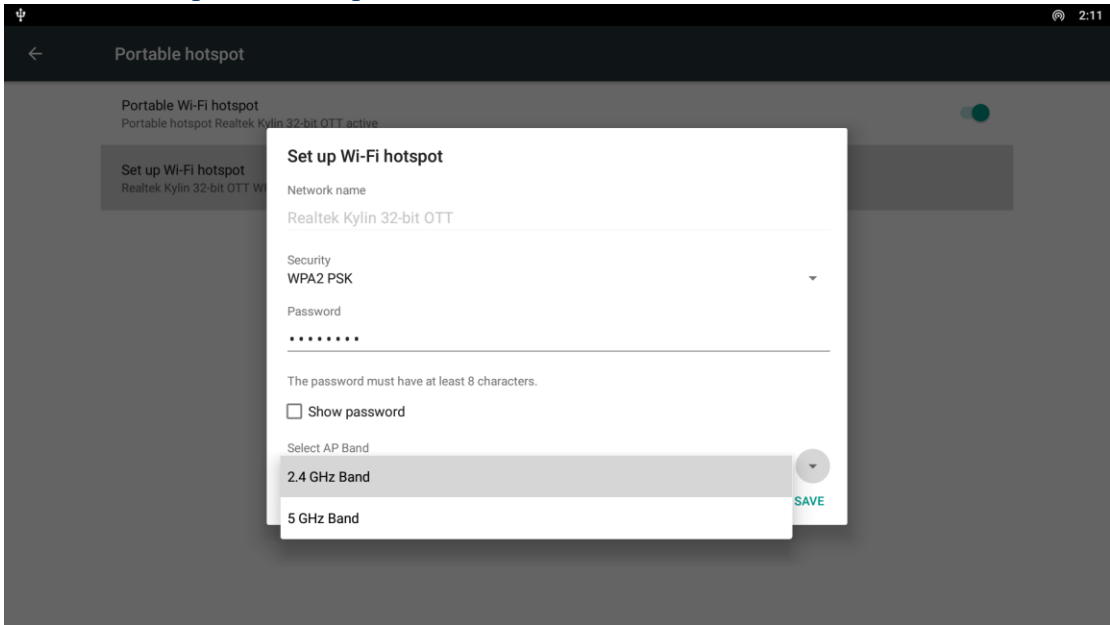 2:11
Portable hotspot
Portable Wi-Fi hotspot
Portable hotspot Realtek Kylin 32-bit OTT active
Set up Wi-Fi hotspot
Realtek Kylin 32-bit OTT
Set up Wi-Fi hotspot
Network name
Realtek Kylin 32-bit OTT
Security
WPA2 PSK
Password
••••••••
The password must have at least 8 characters.
Show password
Select AP Band
2.4 GHz Band
SAVE
5 GHz Band